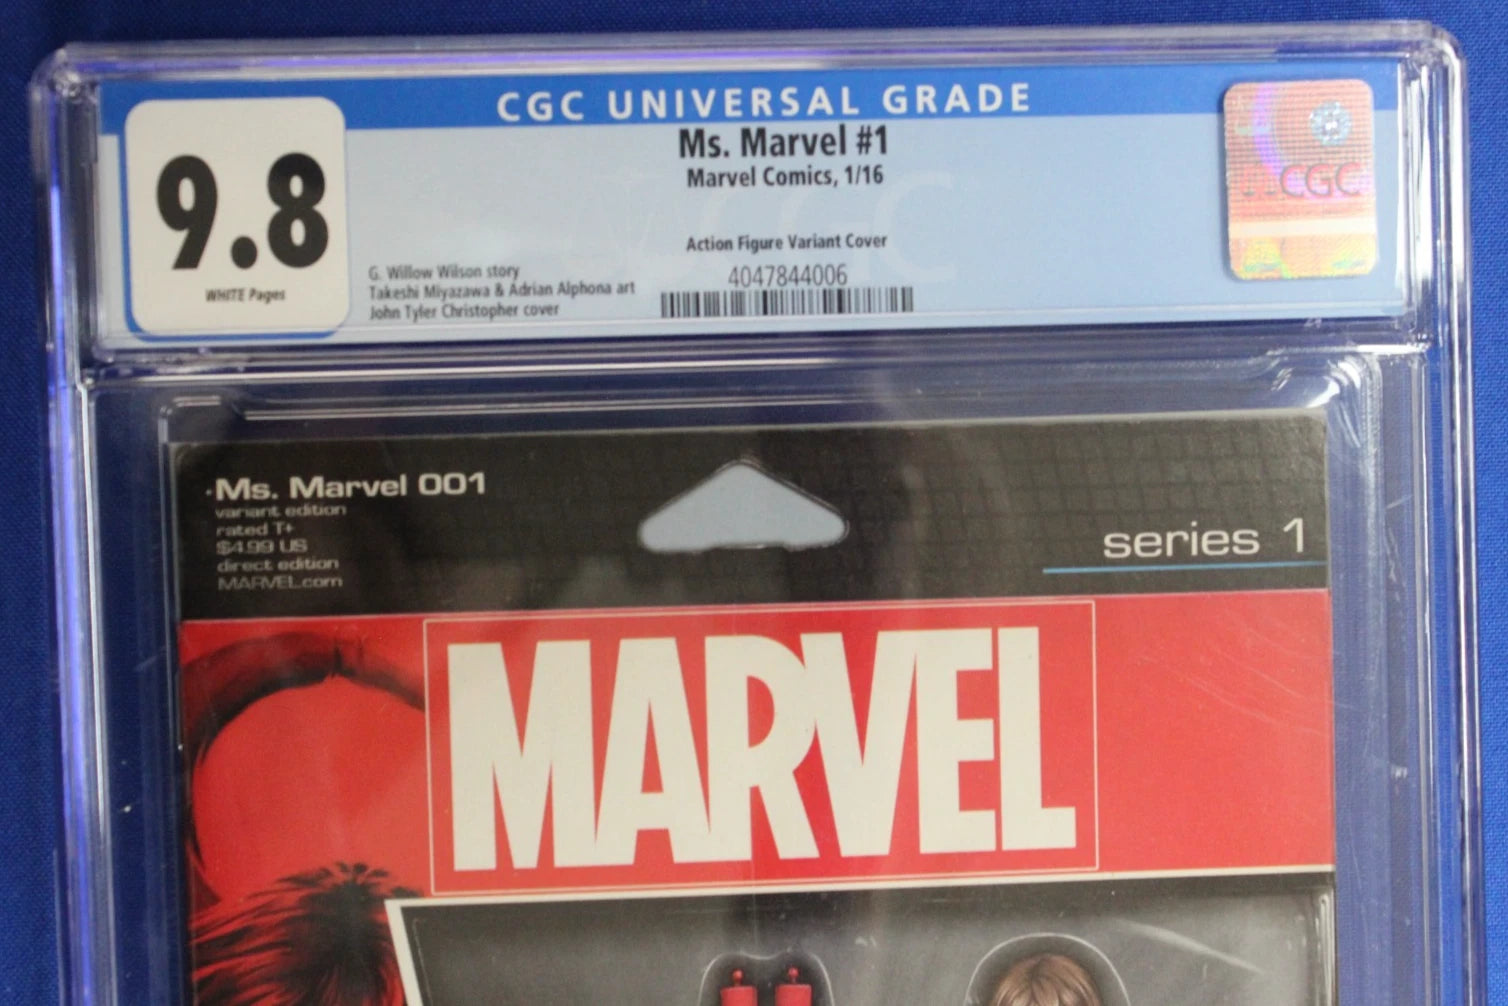 CGC UNIVERSAL GRADE
9.8
WHITE Pages
Ms. Marvel #1
Marvel Comics, 1/16
Action Figure Variant Cover
G. Willow Wilson story
Takeshi Miyazawa & Adrian Alphona art
John Tyler Christopher cover
4047844006
CGC
Ms. Marvel 001
variant edition
rated T+
$4.99 US
direct edition
MARVEL.com
series 1
MARVEL